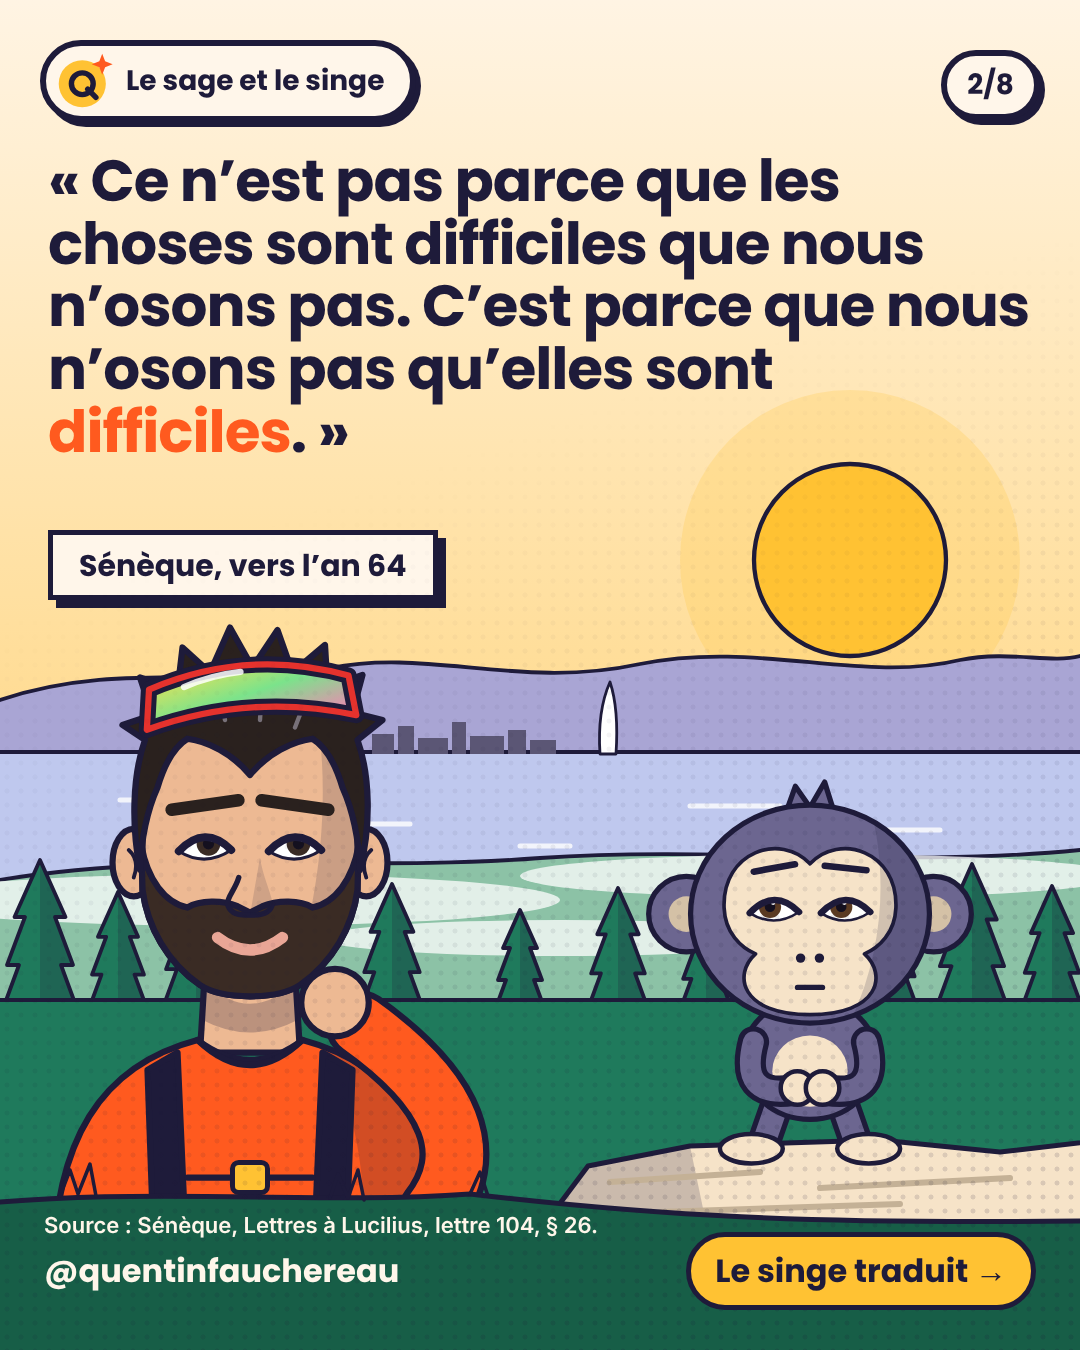 Q
Le sage et le singe
2/8
« Ce n’est pas parce que les
choses sont difficiles que nous
n’osons pas. C’est parce que nous
n’osons pas qu’elles sont
difficiles. »
Sénèque, vers l’an 64
Source : Sénèque, Lettres à Lucilius, lettre 104, § 26.
@quentinfauchereau
Le singe traduit →